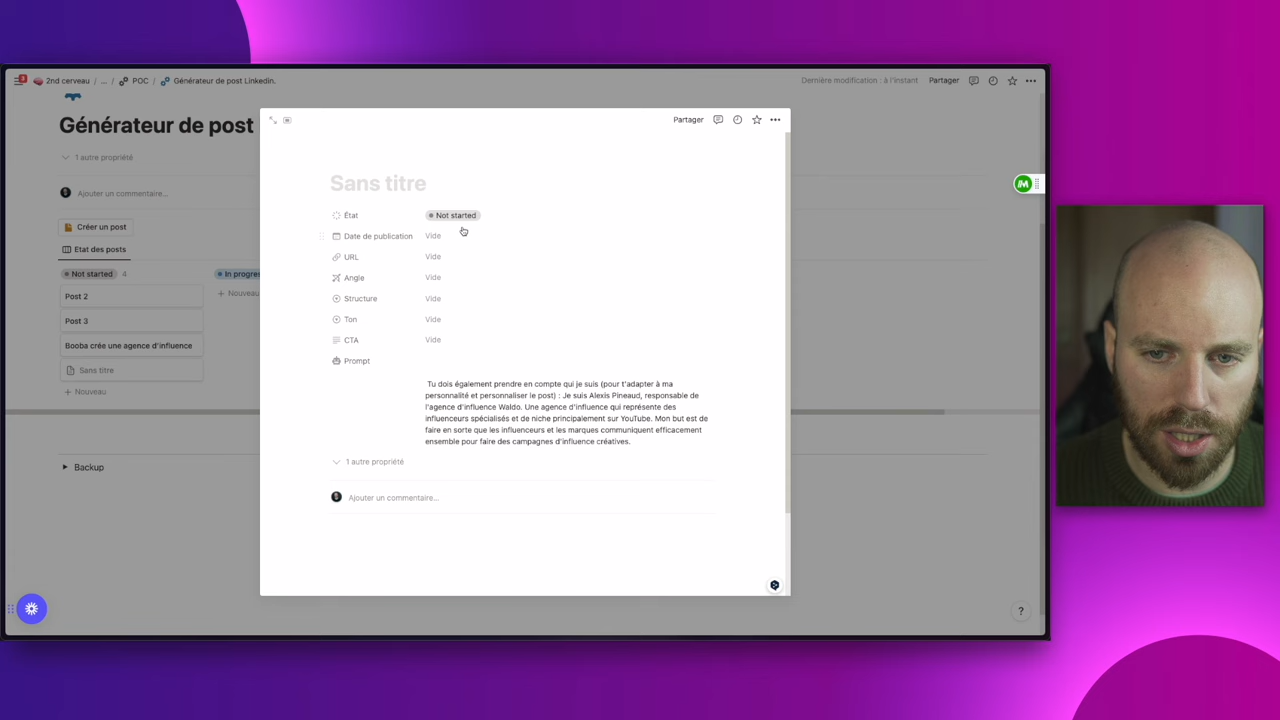 3
2nd cerveau / ... / POC / Générateur de post Linkedin.
Dernière modification : à l'instant
Partager
Générateur de post
1 autre propriété
Ajouter un commentaire...
Créer un post
Etat des posts
Not started 4
In progres
Post 2
Nouveau
Post 3
Booba crée une agence d'influence
Sans titre
Nouveau
Backup
Partager
Sans titre
État Not started
Date de publication Vide
URL Vide
Angle Vide
Structure Vide
Ton Vide
CTA Vide
Prompt
Tu dois également prendre en compte qui je suis (pour t'adapter à ma
personnalité et personnaliser le post) : Je suis Alexis Pineaud, responsable de
l'agence d'influence Waldo. Une agence d'influence qui représente des
influenceurs spécialisés et de niche principalement sur YouTube. Mon but est de
faire en sorte que les influenceurs et les marques communiquent efficacement
ensemble pour faire des campagnes d'influence créatives.
1 autre propriété
Ajouter un commentaire...
?